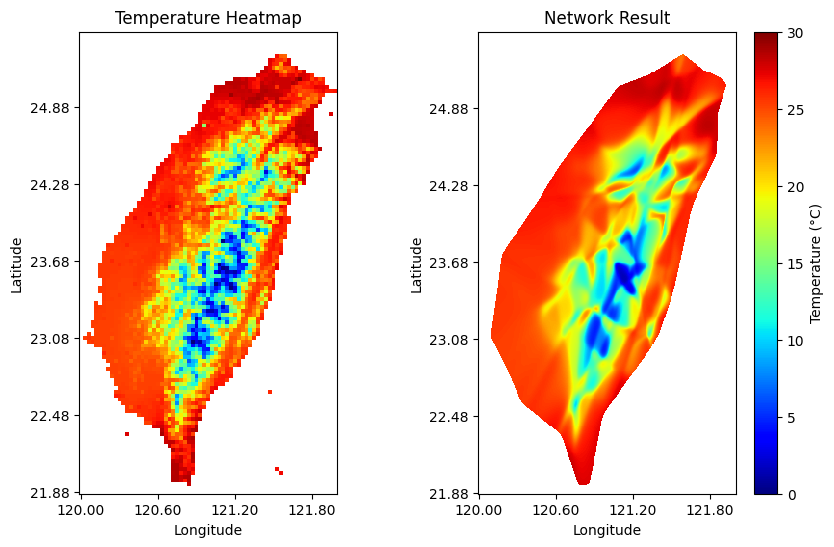 Temperature Heatmap
24.88
24.28
23.68
23.08
22.48
21.88
Latitude
120.00 120.60 121.20 121.80
Longitude
Network Result
24.88
24.28
23.68
23.08
22.48
21.88
Latitude
120.00 120.60 121.20 121.80
Longitude
30
25
20
15
10
5
0
Temperature (°C)